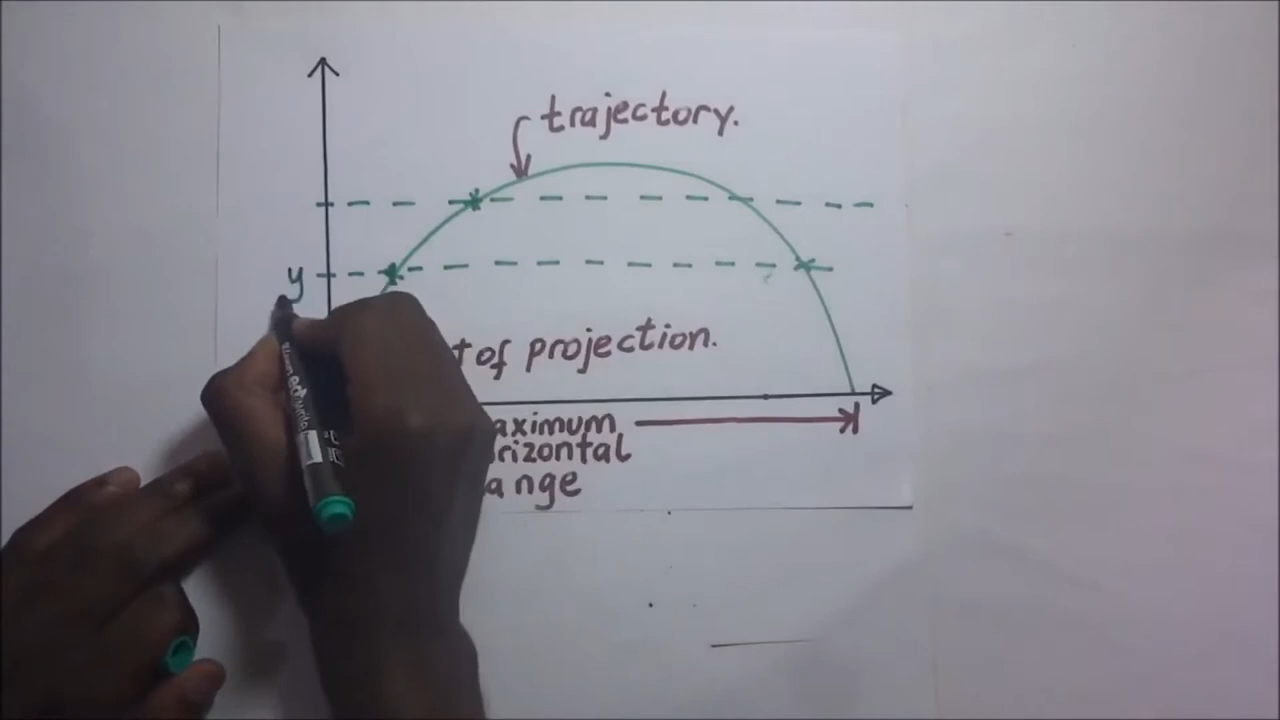 trajectory.
y
of projection.
aximum
rizontal
ange